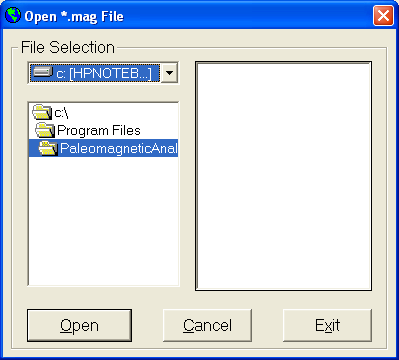 Open *.mag File
File Selection
c: [HPNOTEB...]
c:\
Program Files
PaleomagneticAnal
Open
Cancel
Exit